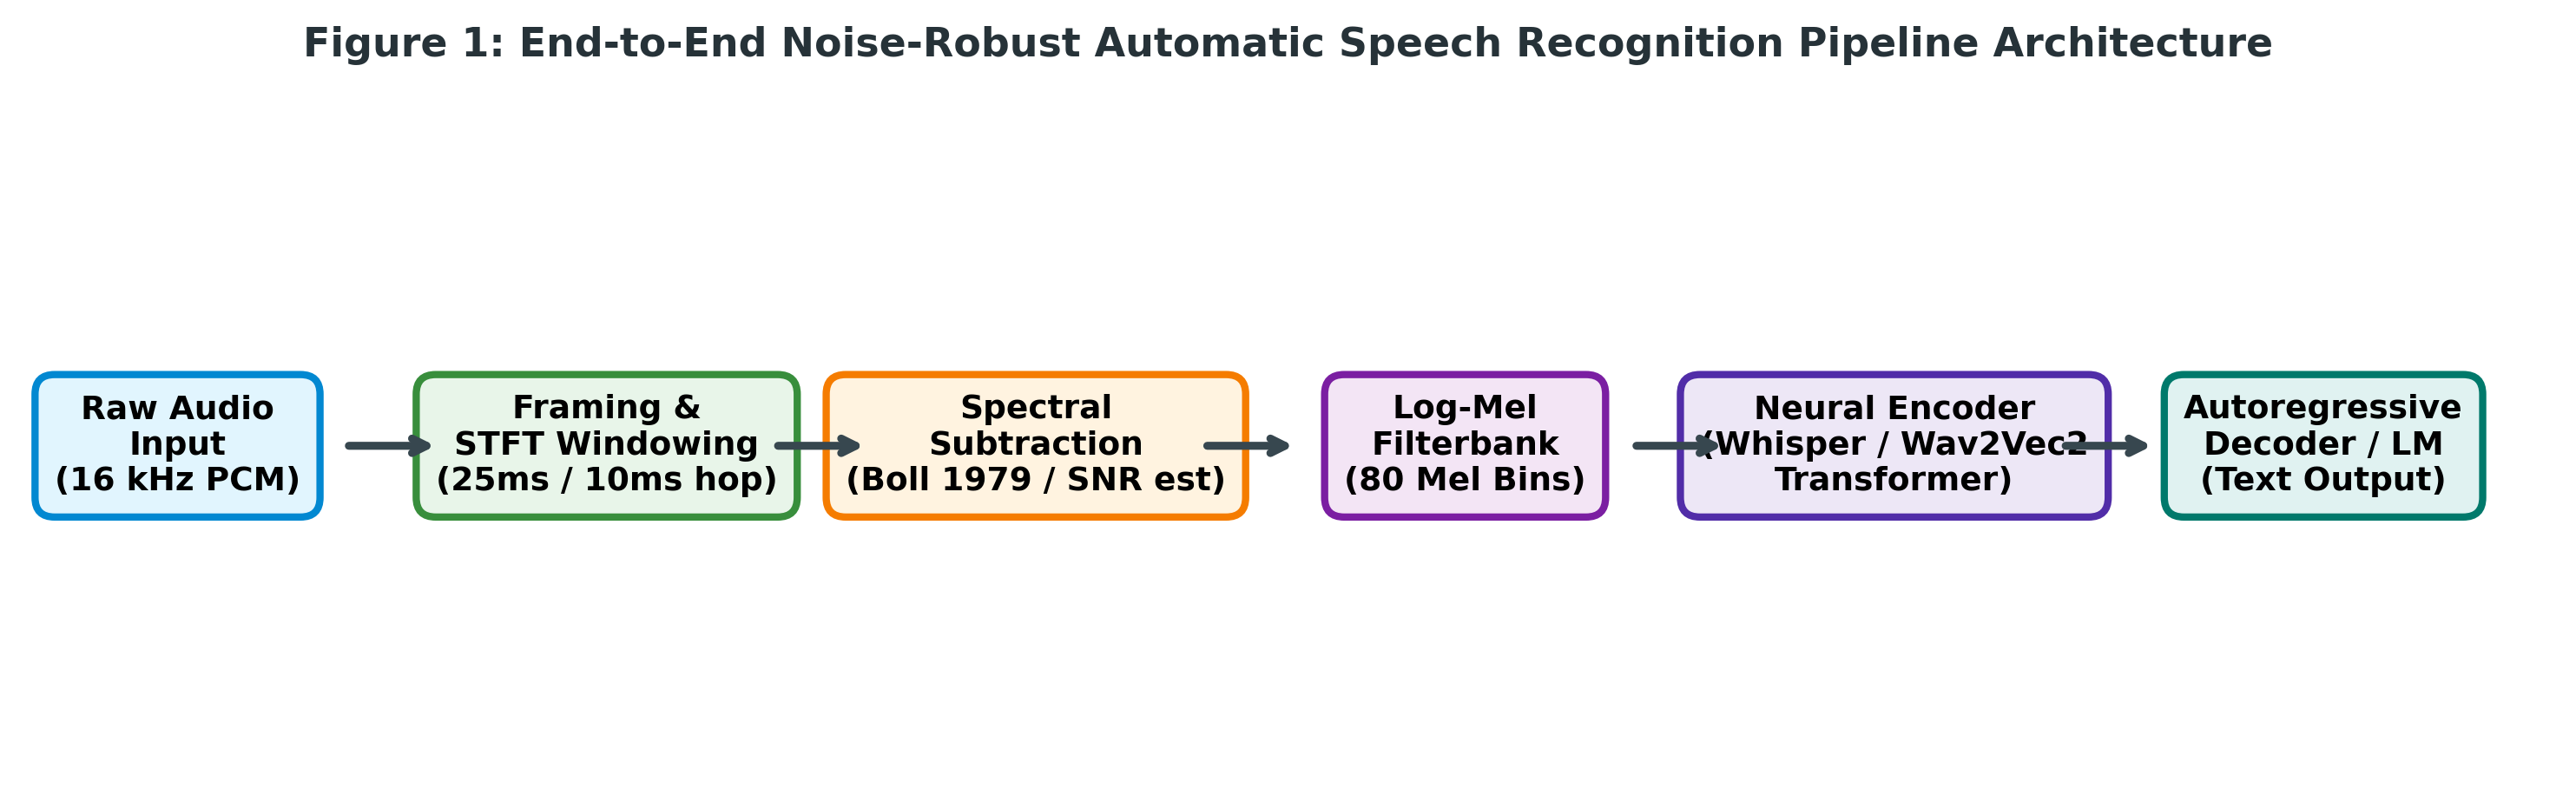 Figure 1: End-to-End Noise-Robust Automatic Speech Recognition Pipeline Architecture
Raw Audio
Input
(16 kHz PCM)
Framing &
STFT Windowing
(25ms / 10ms hop)
Spectral
Subtraction
(Boll 1979 / SNR est)
Log-Mel
Filterbank
(80 Mel Bins)
Neural Encoder
(Whisper / Wav2Vec2
Transformer)
Autoregressive
Decoder / LM
(Text Output)